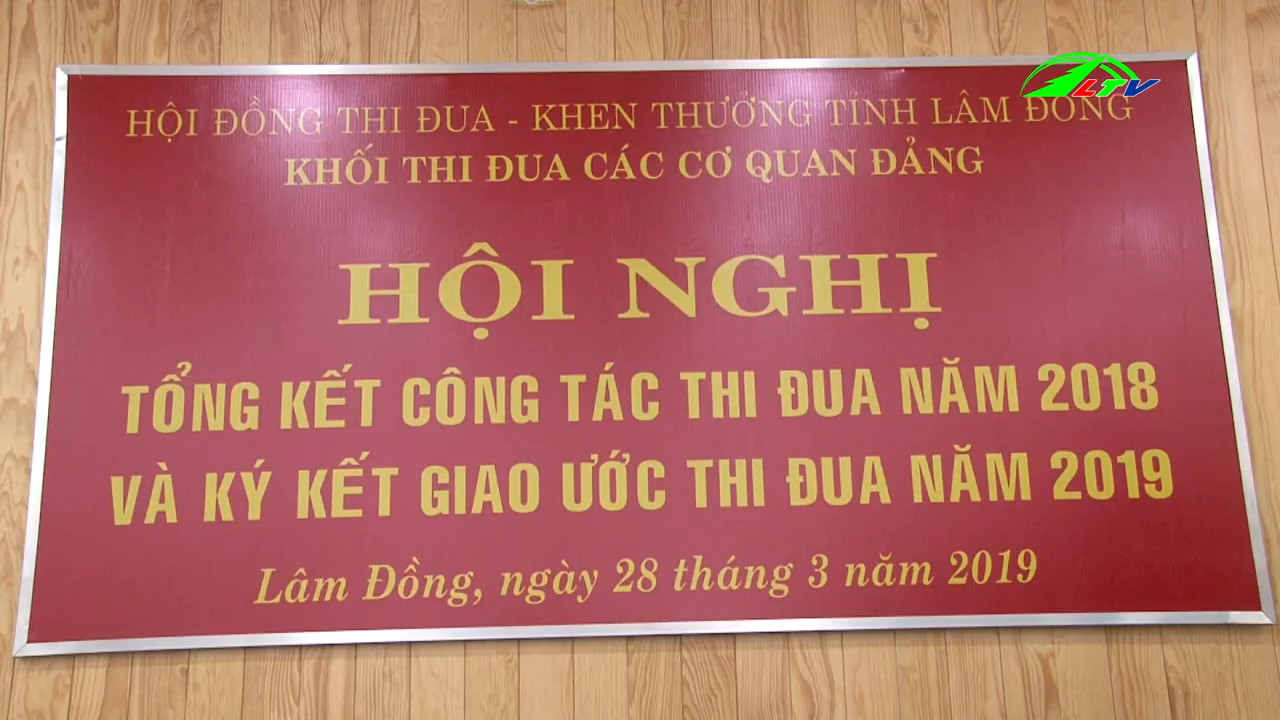 LTV
HỘI ĐỒNG THI ĐUA - KHEN THƯỞNG TỈNH LÂM ĐỒNG
KHỐI THI ĐUA CÁC CƠ QUAN ĐẢNG
HỘI NGHỊ
TỔNG KẾT CÔNG TÁC THI ĐUA NĂM 2018
VÀ KÝ KẾT GIAO ƯỚC THI ĐUA NĂM 2019
Lâm Đồng, ngày 28 tháng 3 năm 2019